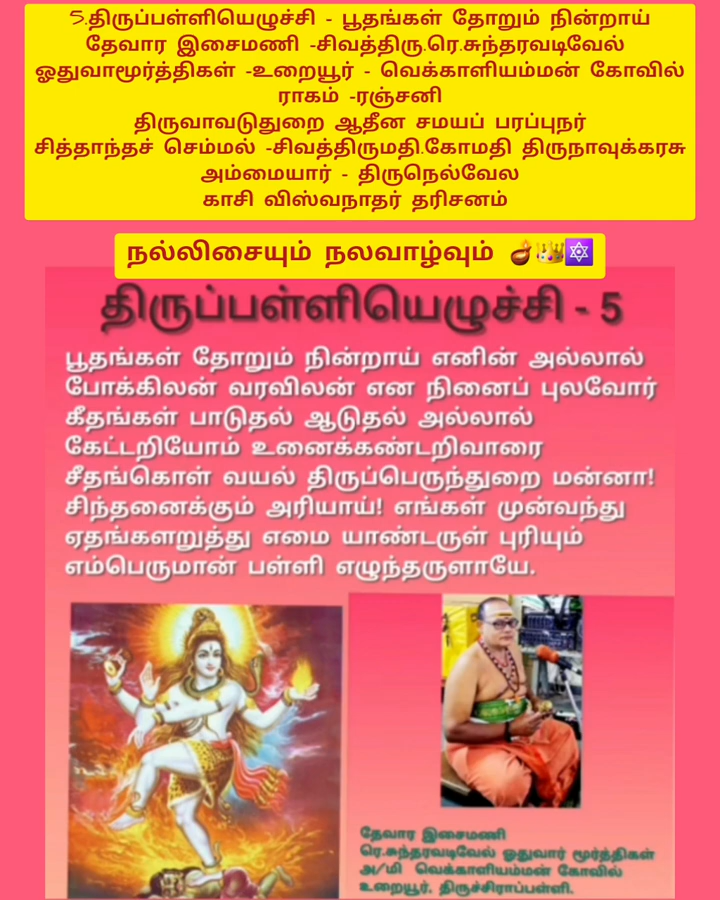 5.திருப்பள்ளியெழுச்சி - பூதங்கள் தோறும் நின்றாய்
தேவார இசைமணி -சிவத்திரு.ரெ.சுந்தரவடிவேல்
ஓதுவாமூர்த்திகள் -உறையூர் - வெக்காளியம்மன் கோவில்
ராகம் -ரஞ்சனி
திருவாவடுதுறை ஆதீன சமயப் பரப்புநர்
சித்தாந்தச் செம்மல் -சிவத்திருமதி.கோமதி திருநாவுக்கரசு
அம்மையார் - திருநெல்வேல
காசி விஸ்வநாதர் தரிசனம்
நல்லிசையும் நலவாழ்வும் 🪔👑🔯
திருப்பள்ளியெழுச்சி - 5
பூதங்கள் தோறும் நின்றாய் எனின் அல்லால்
போக்கிலன் வரவிலன் என நினைப் புலவோர்
கீதங்கள் பாடுதல் ஆடுதல் அல்லால்
கேட்டறியோம் உனைக்கண்டறிவாரை
சீதங்கொள் வயல் திருப்பெருந்துறை மன்னா!
சிந்தனைக்கும் அரியாய்! எங்கள் முன்வந்து
ஏதங்களறுத்து எமை யாண்டருள் புரியும்
எம்பெருமான் பள்ளி எழுந்தருளாயே.
தேவார இசைமணி
ரெ.சுந்தரவடிவேல் ஓதுவார் மூர்த்திகள்
அ/மி வெக்காளியம்மன் கோவில்
உறையூர், திருச்சிராப்பள்ளி.